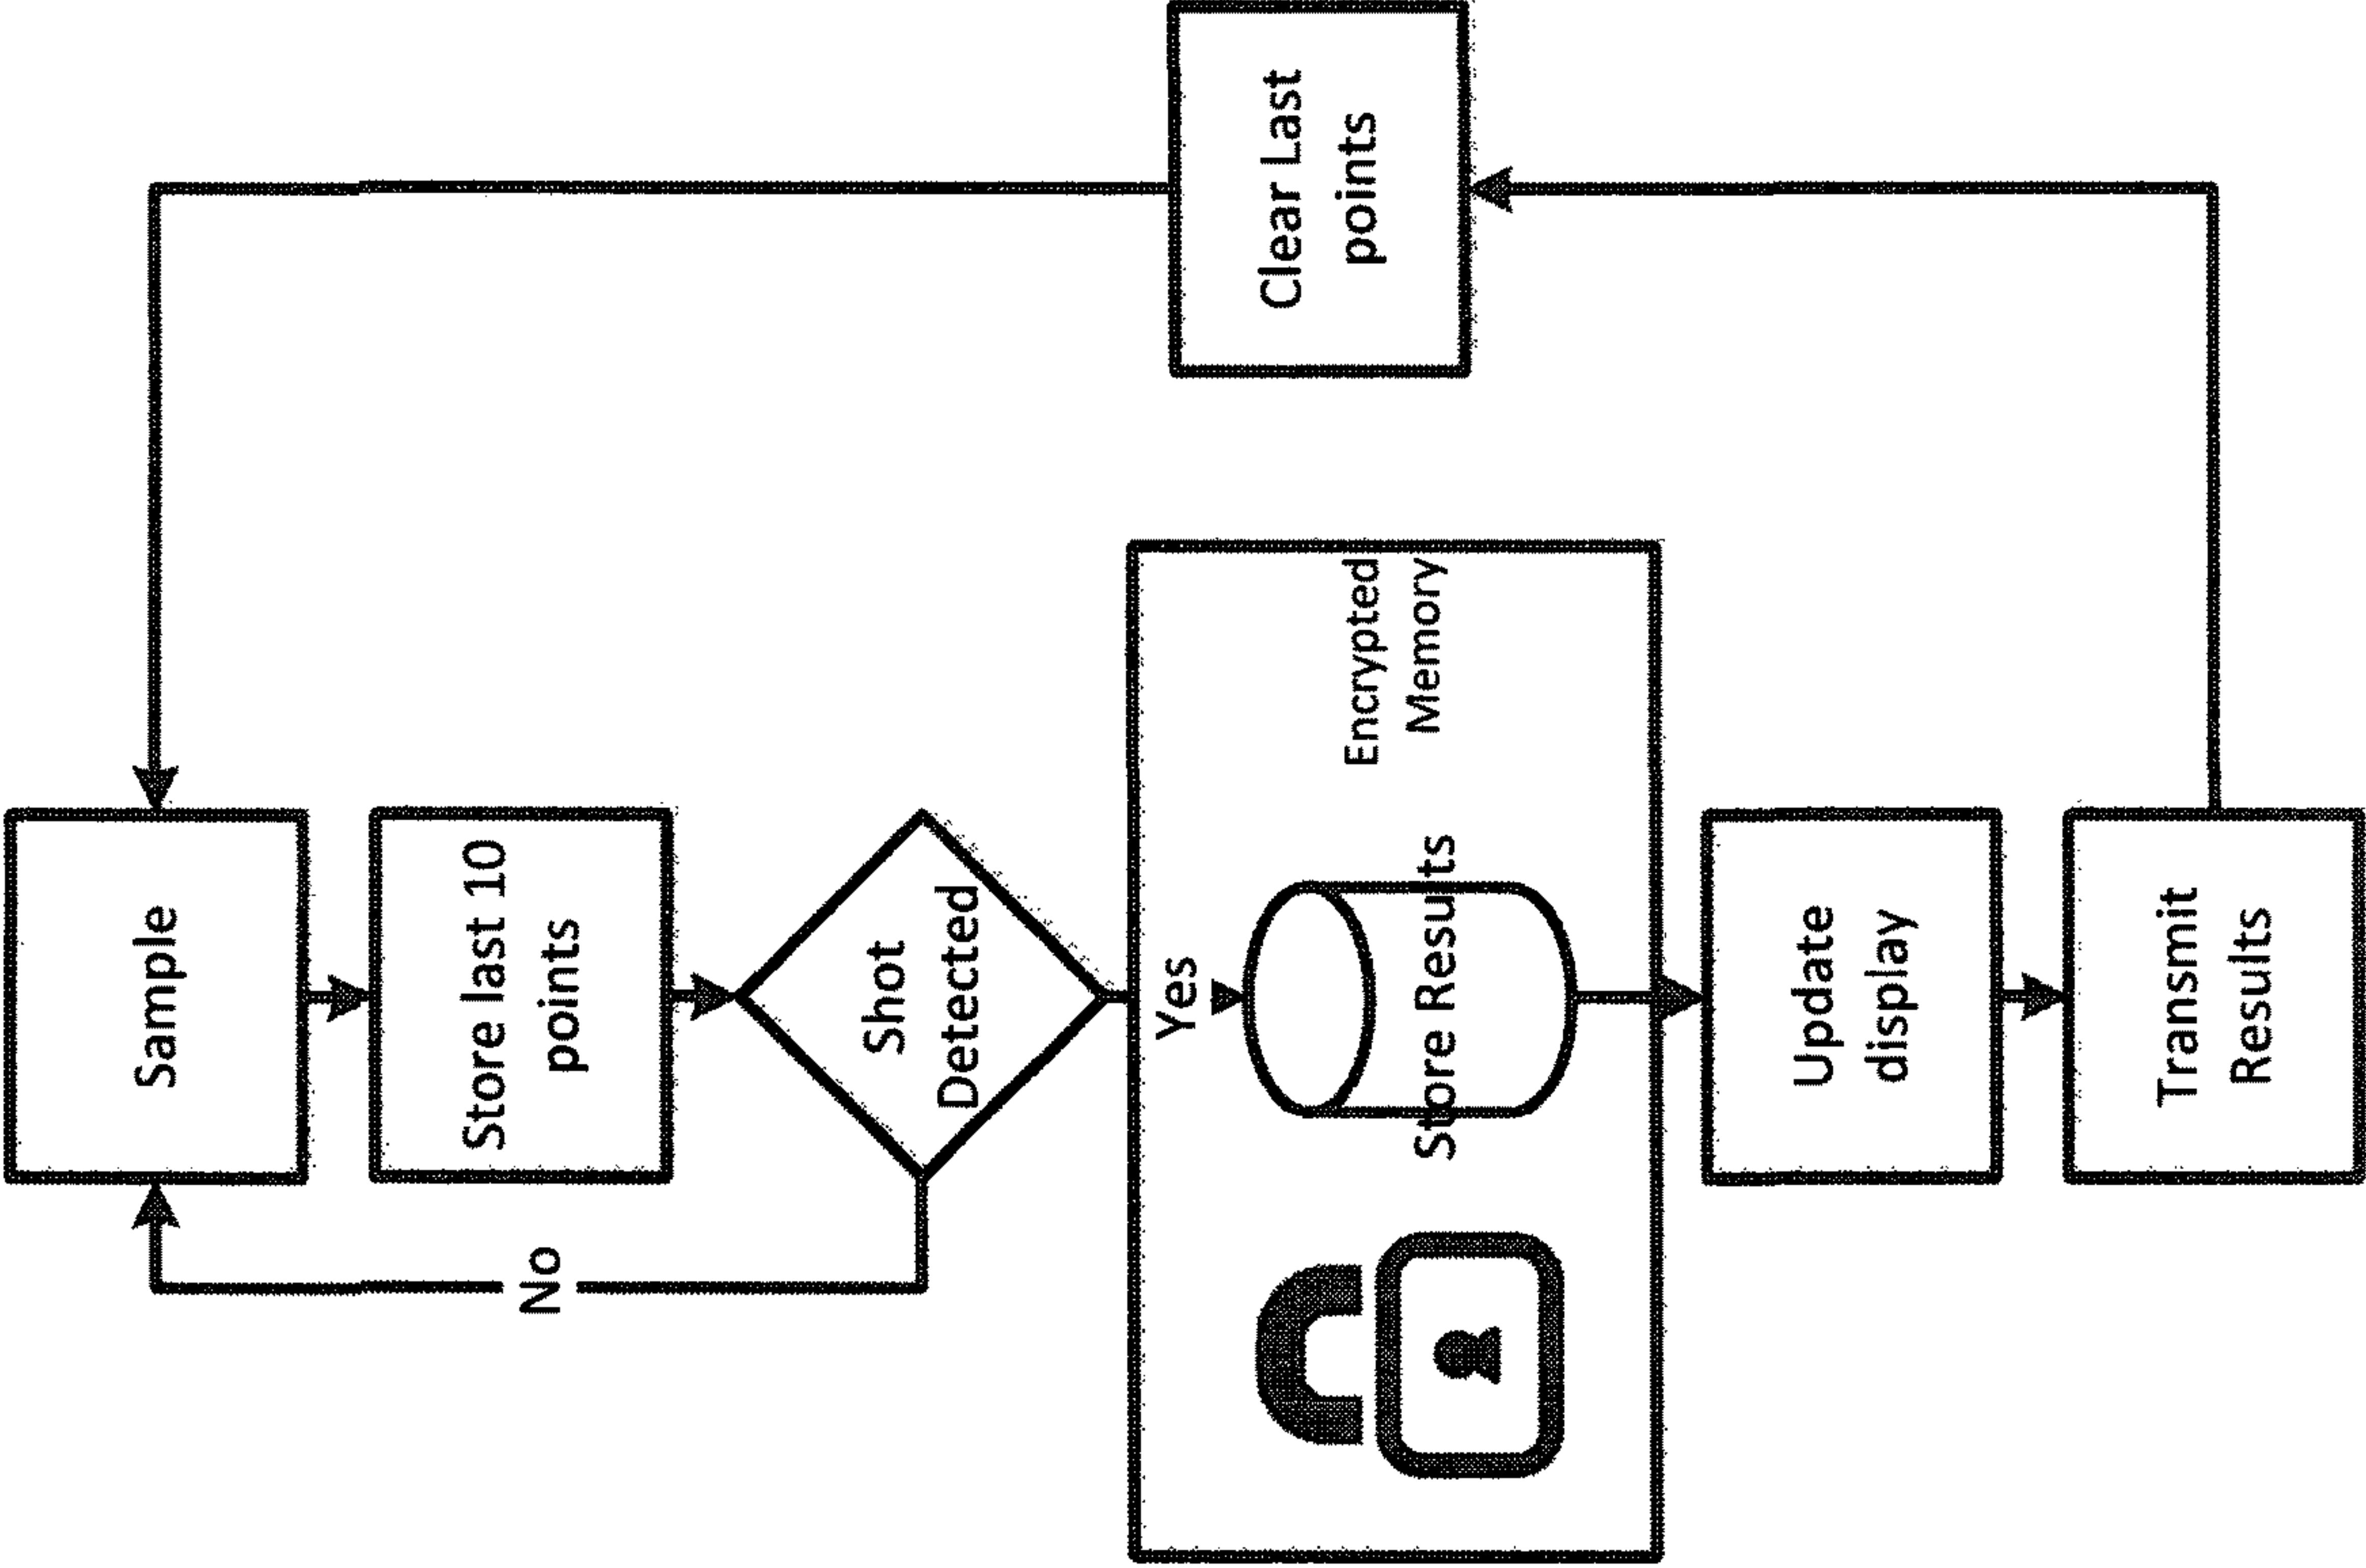 Sample
Store last 10
points
Shot
Detected
No
Yes
Store Results
Encrypted
Memory
Update
display
Transmit
Results
Clear Last
points